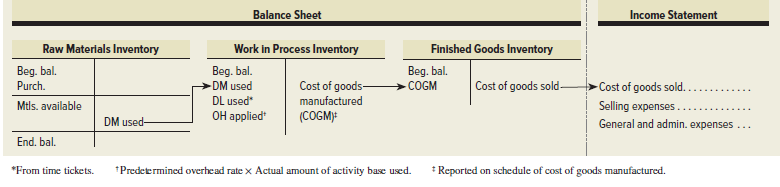 Balance Sheet
Income Statement
Raw Materials Inventory
Work in Process Inventory
Finished Goods Inventory
Beg. bal.
Purch.
Mtls. available
DM used
End. bal.
Beg. bal.
DM used
DL used*
OH applied†
Cost of goods
manufactured
(COGM)‡
Beg. bal.
COGM
Cost of goods sold
Cost of goods sold. . . . . . . . . . . . .
Selling expenses . . . . . . . . . . . . . .
General and admin. expenses . . .
*From time tickets. †Predetermined overhead rate × Actual amount of activity base used. ‡ Reported on schedule of cost of goods manufactured.